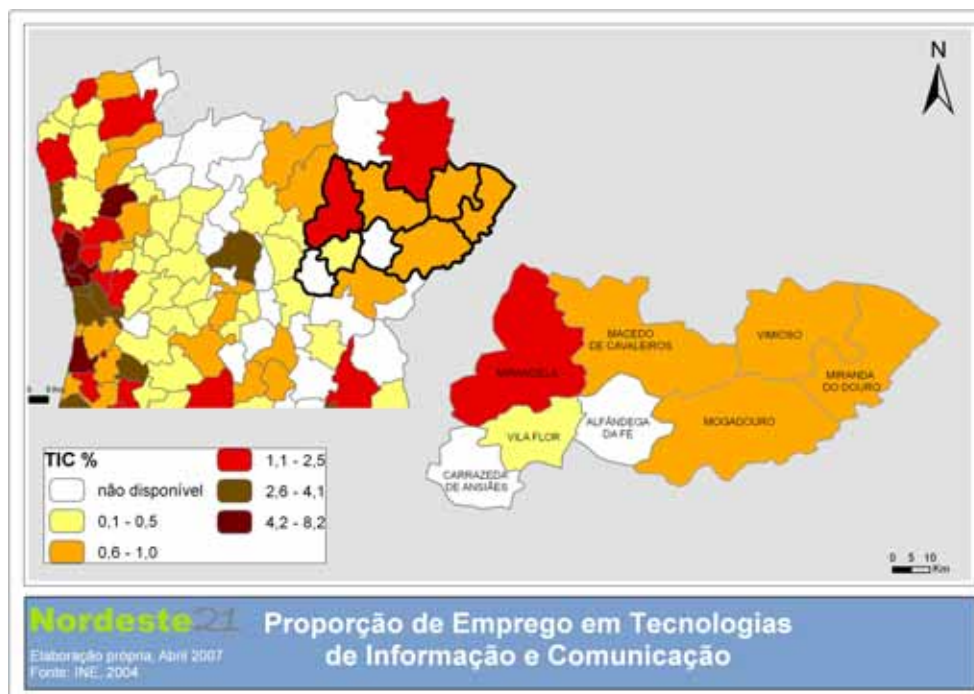 N
MIRANDELA
MACEDO
DE CAVALEIROS
VIMIOSO
MIRANDA
DO DOURO
MOGADOURO
ALFÂNDEGA
DA FÉ
VILA FLOR
CARRAZEDA
DE ANSIÃES
TIC %
não disponível
0,1 - 0,5
0,6 - 1,0
1,1 - 2,5
2,6 - 4,1
4,2 - 8,2
0 5 10
Km
Nordeste21
Elaboração própria, Abril 2007
Fonte: INE, 2004
Proporção de Emprego em Tecnologias
de Informação e Comunicação